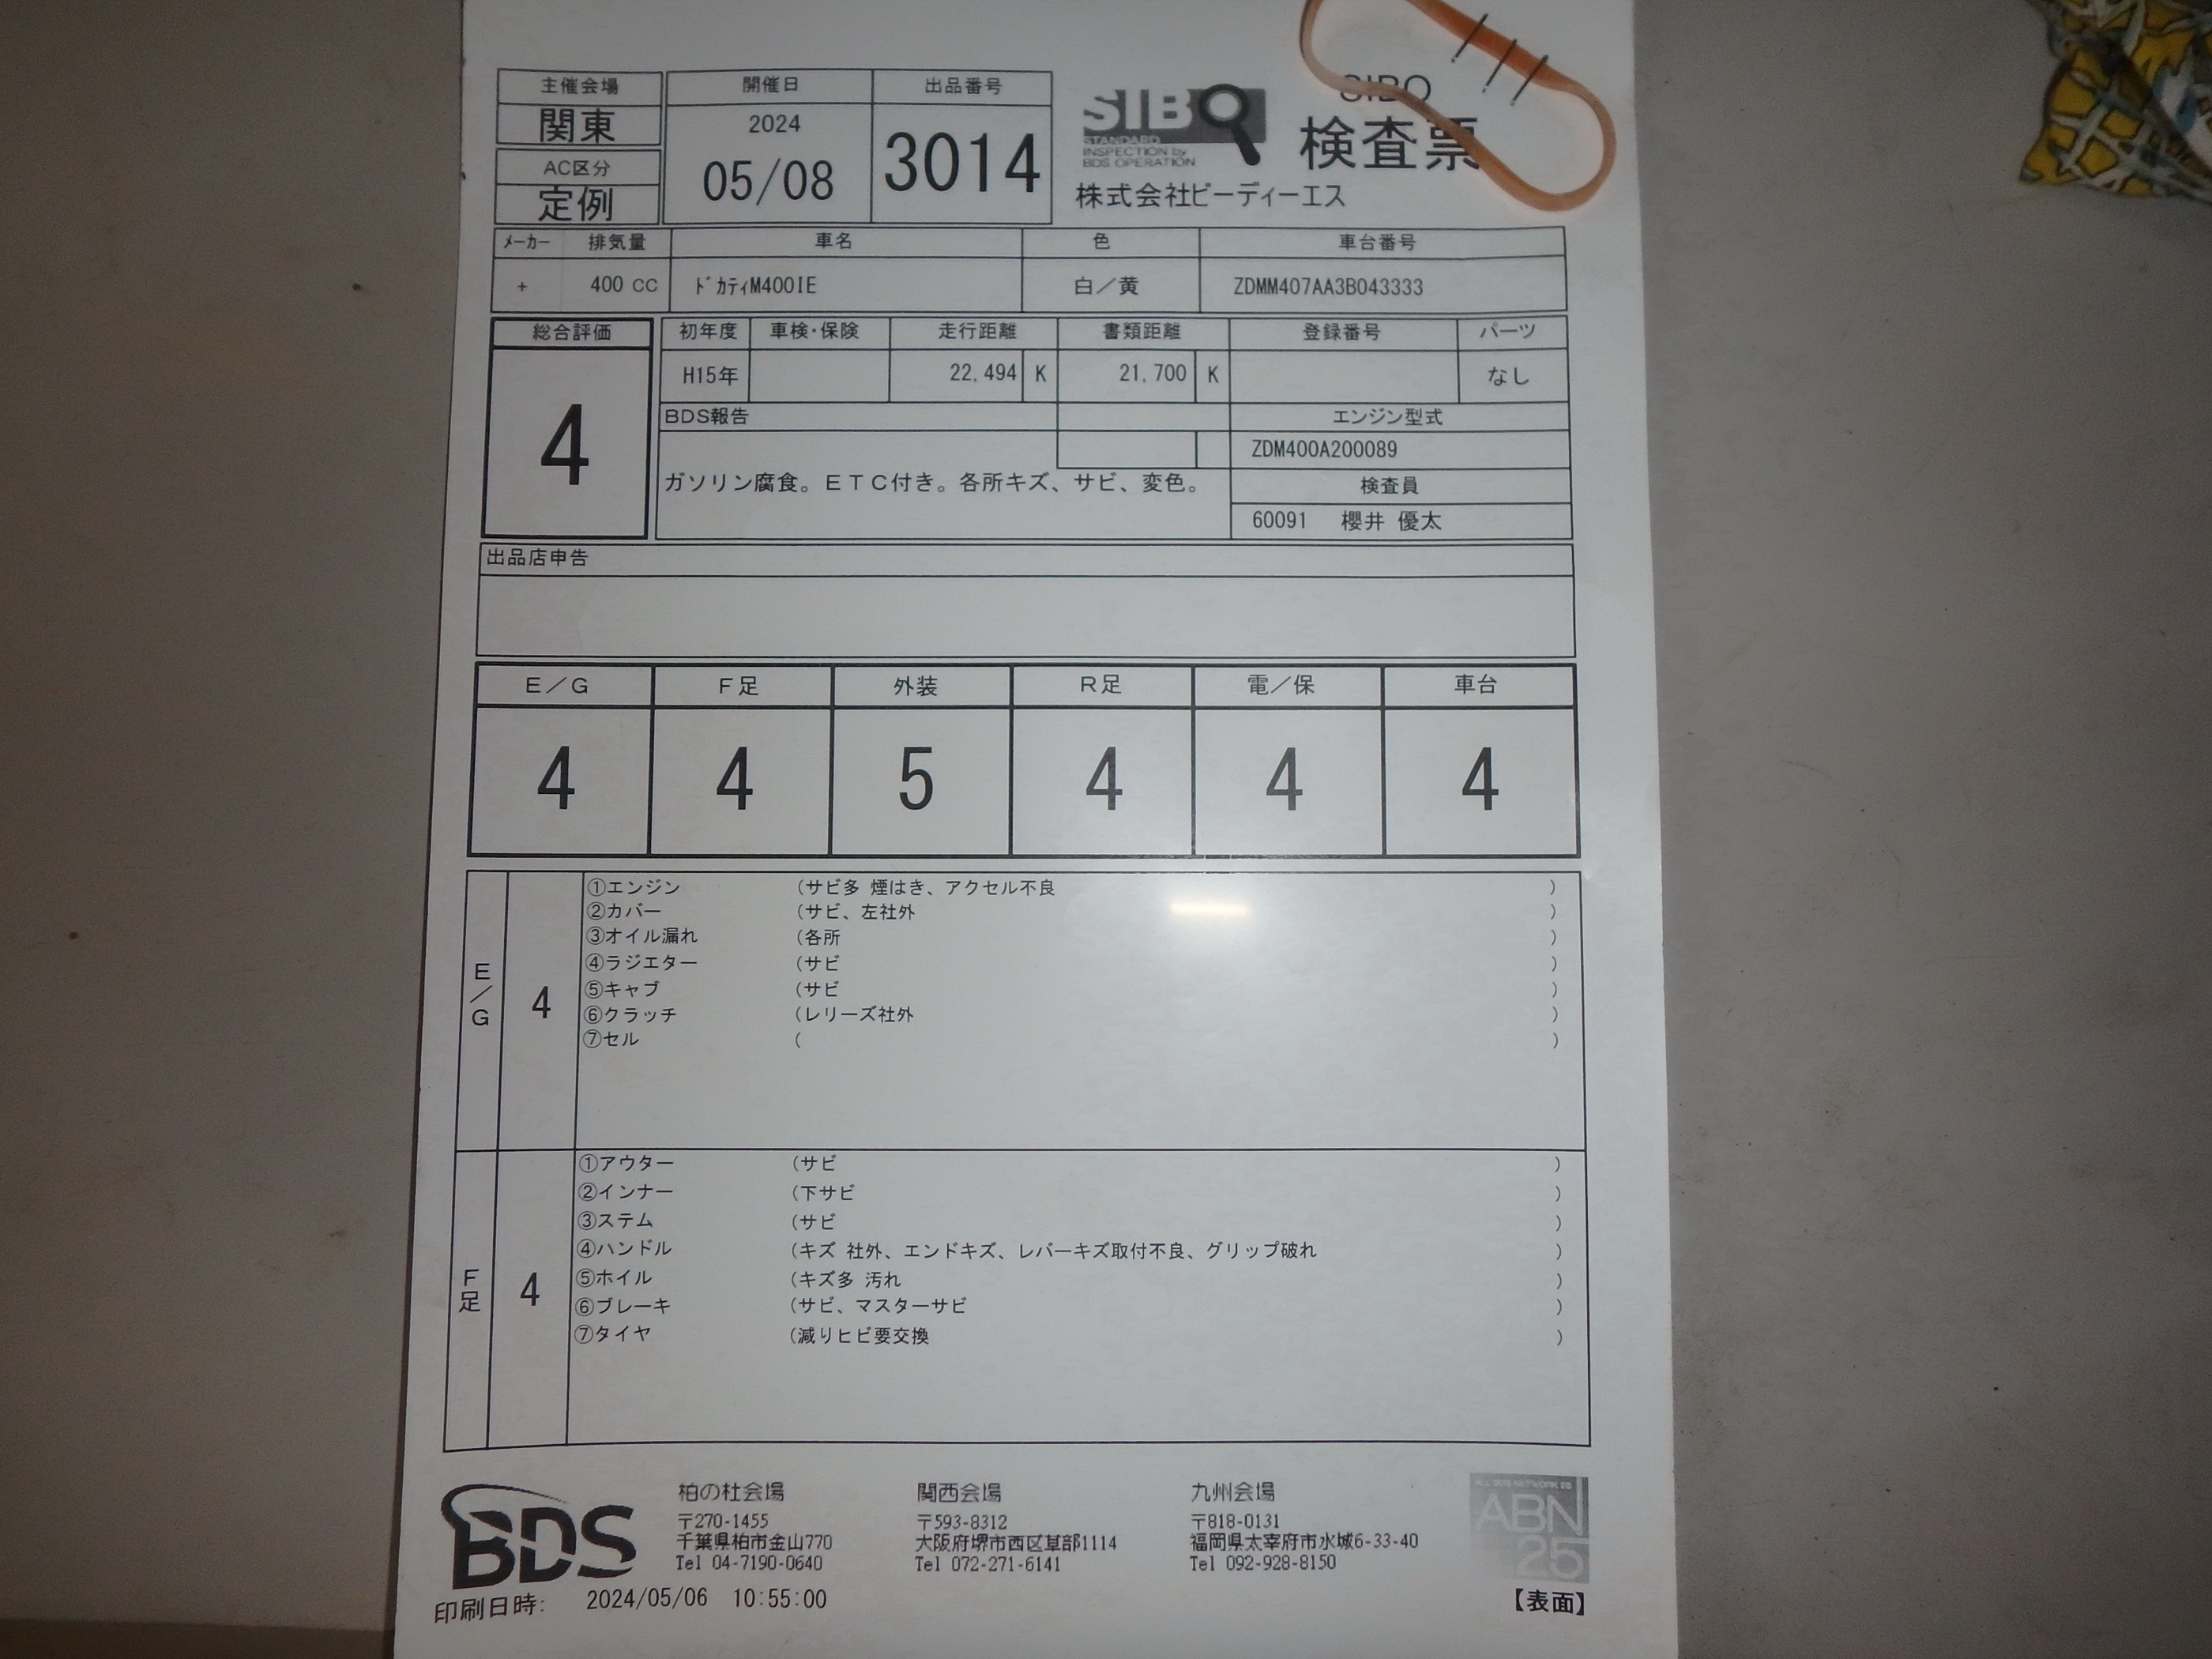 主催会場 開催日 出品番号
関東 2024 05/08 3014
AC区分
定例
SIBO
STANDARD
INSPECTION by
BDS OPERATION
SIBO
検査票
株式会社ビーディーエス
メーカー 排気量 車名 色 車台番号
+ 400 CC ドカティM400IE 白／黄 ZDMM407AA3B043333
総合評価 初年度 車検・保険 走行距離 書類距離 登録番号 パーツ
4 H15年 22,494 K 21,700 K なし
BDS報告 エンジン型式
ZDM400A200089
ガソリン腐食。ＥＴＣ付き。各所キズ、サビ、変色。 検査員
60091 櫻井 優太
出品店申告
Ｅ／Ｇ Ｆ足 外装 Ｒ足 電／保 車台
4 4 5 4 4 4
Ｅ／Ｇ 4
①エンジン (サビ多 煙はき、アクセル不良 )
②カバー (サビ、左社外 )
③オイル漏れ (各所 )
④ラジエター (サビ )
⑤キャブ (サビ )
⑥クラッチ (レリーズ社外 )
⑦セル ( )
Ｆ足 4
①アウター (サビ )
②インナー (下サビ )
③ステム (サビ )
④ハンドル (キズ 社外、エンドキズ、レバーキズ取付不良、グリップ破れ )
⑤ホイル (キズ多 汚れ )
⑥ブレーキ (サビ、マスターサビ )
⑦タイヤ (減りヒビ要交換 )
BDS
柏の杜会場 関西会場 九州会場
〒270-1455 〒593-8312 〒818-0131
千葉県柏市金山770 大阪府堺市西区草部1114 福岡県太宰府市水城6-33-40
Tel 04-7190-0640 Tel 072-271-6141 Tel 092-928-8150
ABN
25
印刷日時: 2024/05/06 10:55:00 【表面】